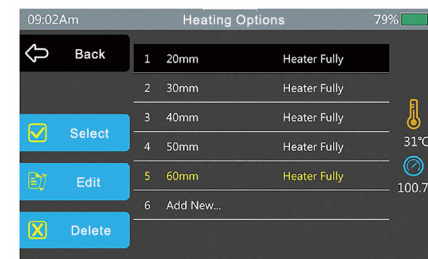 09:02Am Heating Options 79%
Back
1 20mm Heater Fully
2 30mm Heater Fully
3 40mm Heater Fully
Select
4 50mm Heater Fully
31°C
5 60mm Heater Fully
Edit
100.7
6 Add New...
Delete